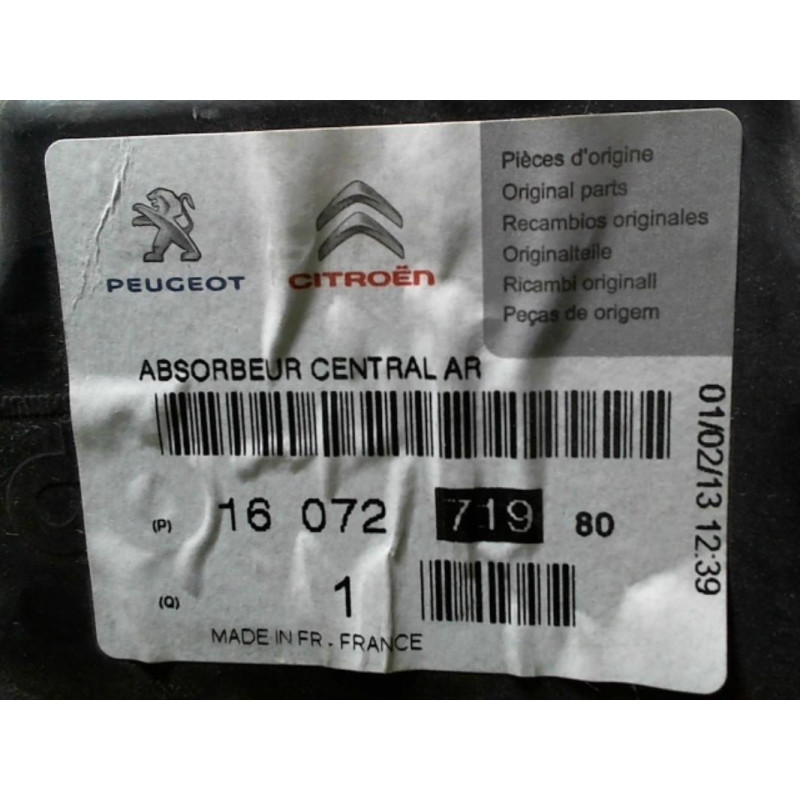 PEUGEOT
CITROËN
Pièces d'origine
Original parts
Recambios originales
Originalteile
Ricambi originali
Peças de origem
ABSORBEUR CENTRAL AR
(P) 16 072 719 80
(Q) 1
MADE IN FR - FRANCE
01/02/13 12:39